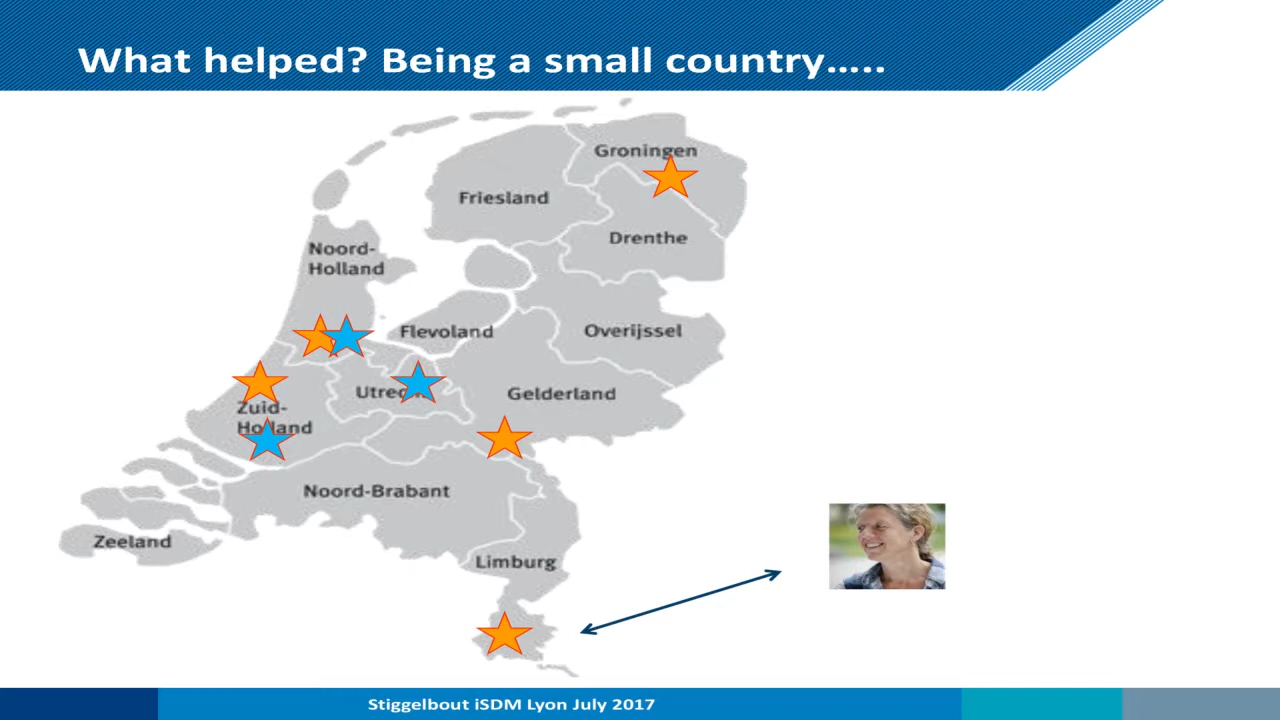 What helped? Being a small country…..
Groningen
Friesland
Drenthe
Noord-
Holland
Flevoland
Overijssel
Gelderland
Zuid-
Holland
Noord-Brabant
Zeeland
Limburg
Stiggelbout iSDM Lyon July 2017